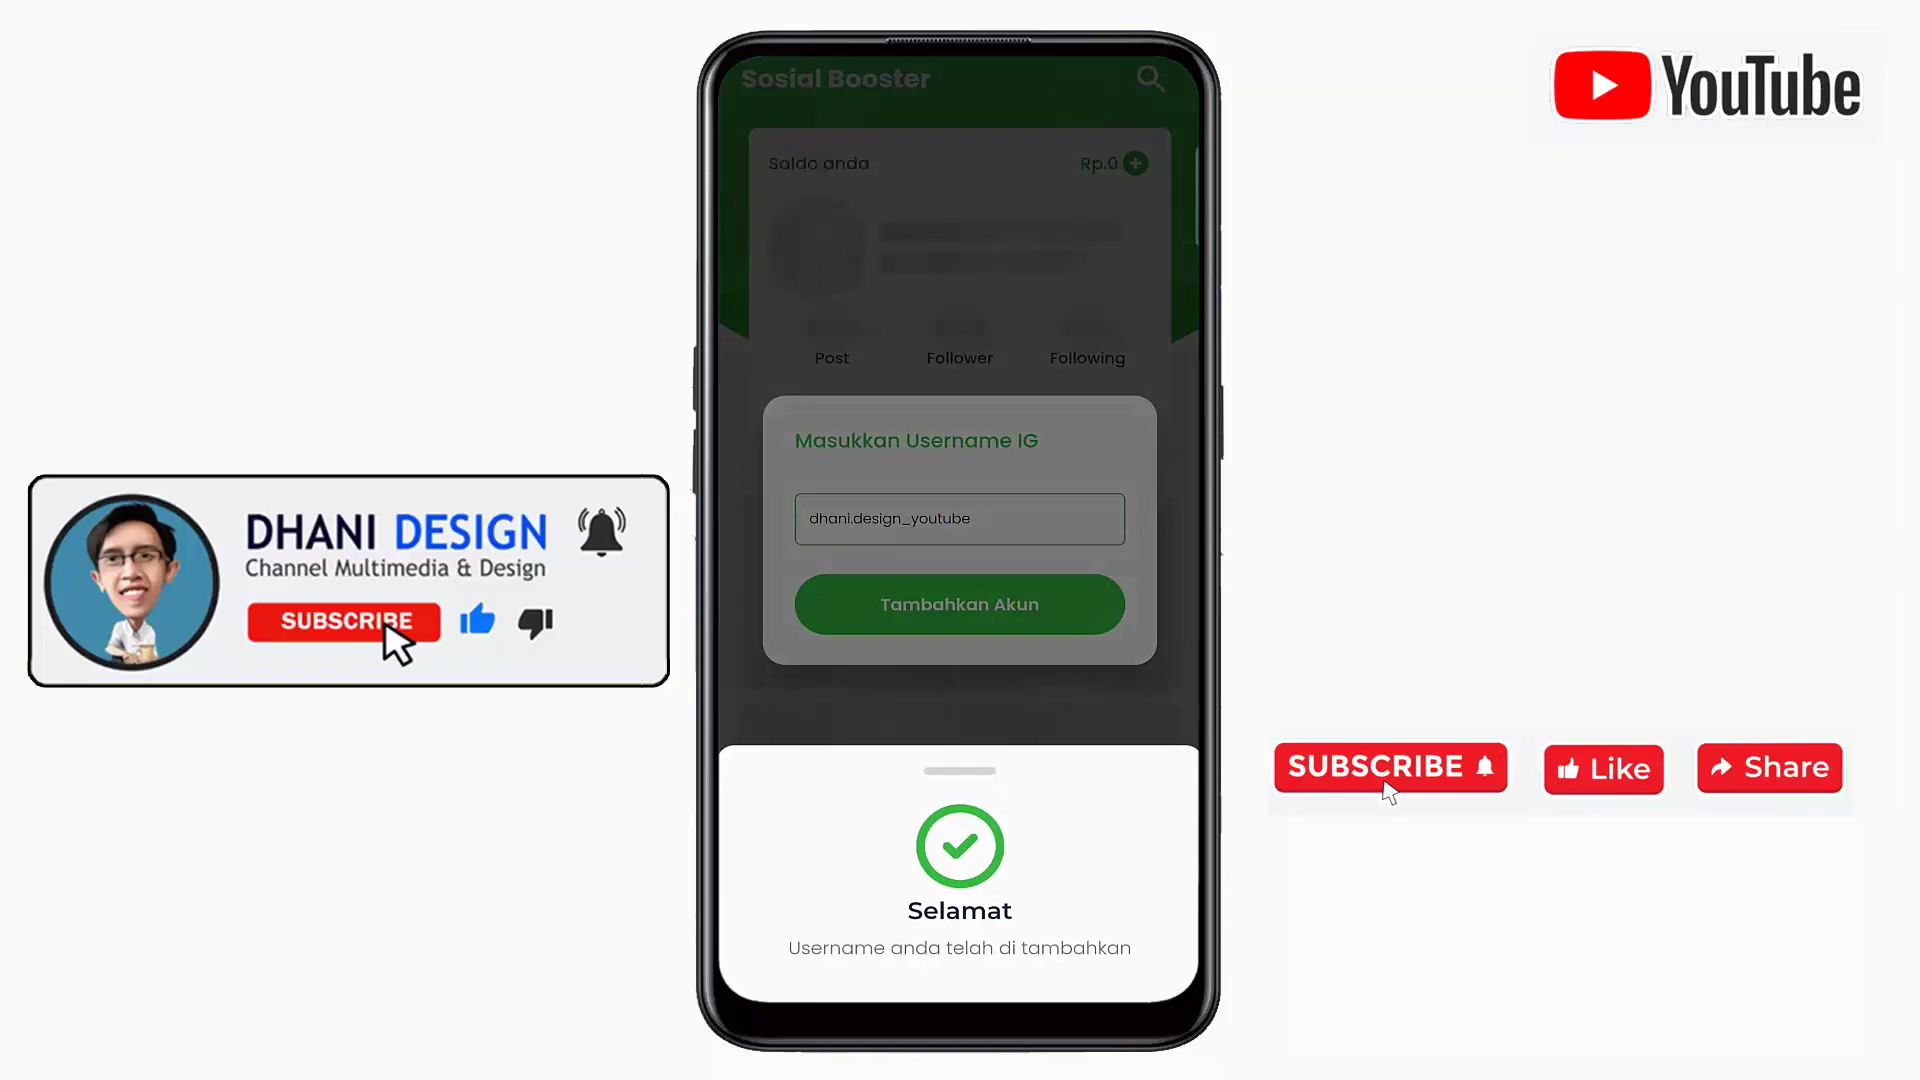 Sosial Booster
Saldo anda
Rp.0
Post
Follower
Following
Masukkan Username IG
dhani.design_youtube
Tambahkan Akun
Selamat
Username anda telah di tambahkan
DHANI DESIGN
Channel Multimedia & Design
SUBSCRIBE
YouTube
SUBSCRIBE
Like
Share